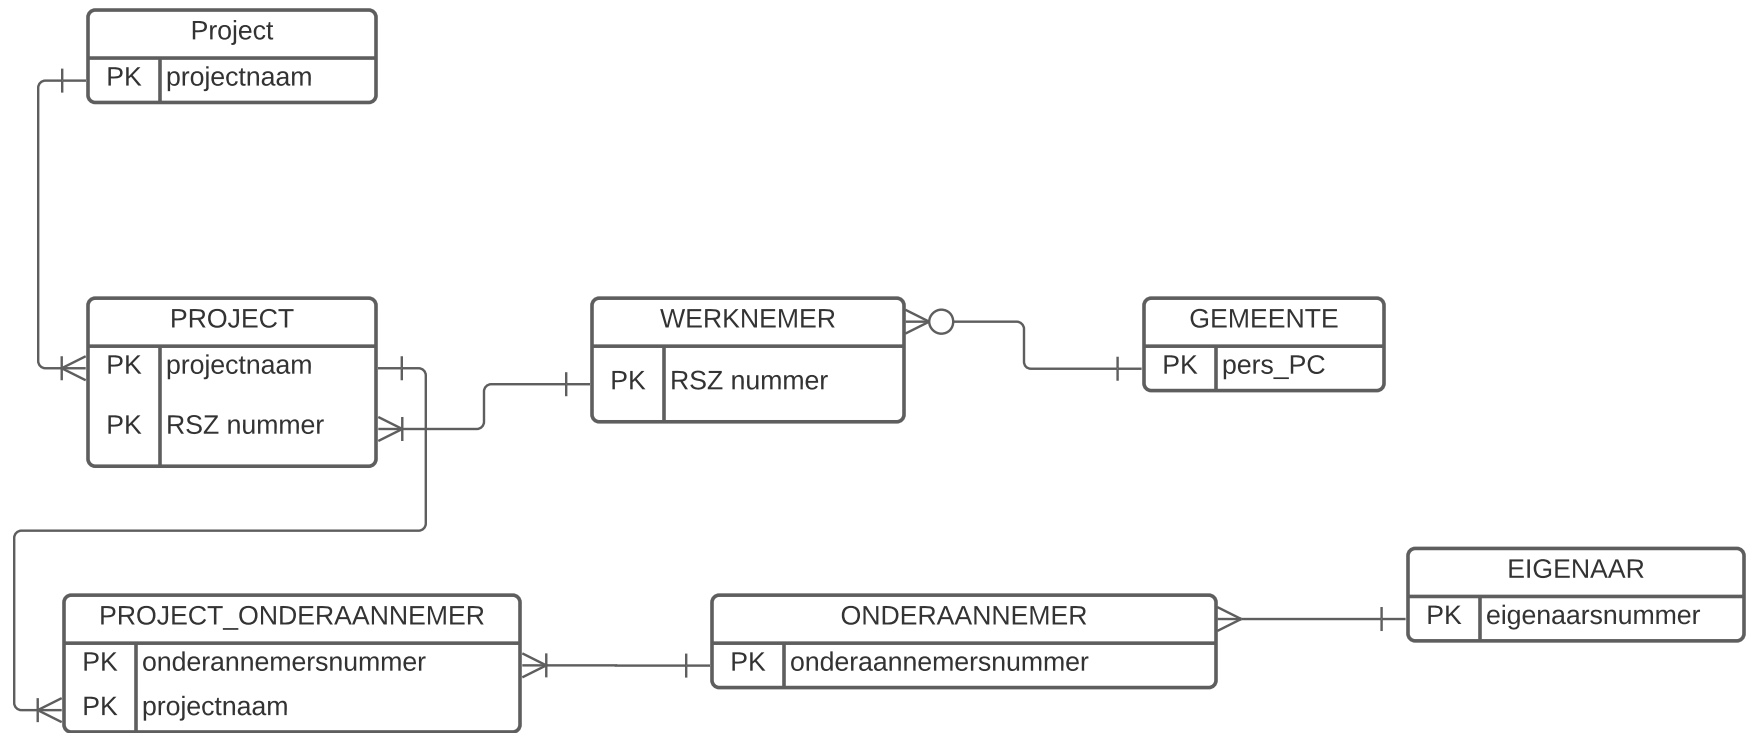 Project
PK projectnaam
PROJECT
PK projectnaam
PK RSZ nummer
WERKNEMER
PK RSZ nummer
GEMEENTE
PK pers_PC
PROJECT_ONDERAANNEMER
PK onderannemersnummer
PK projectnaam
ONDERAANNEMER
PK onderaannemersnummer
EIGENAAR
PK eigenaarsnummer